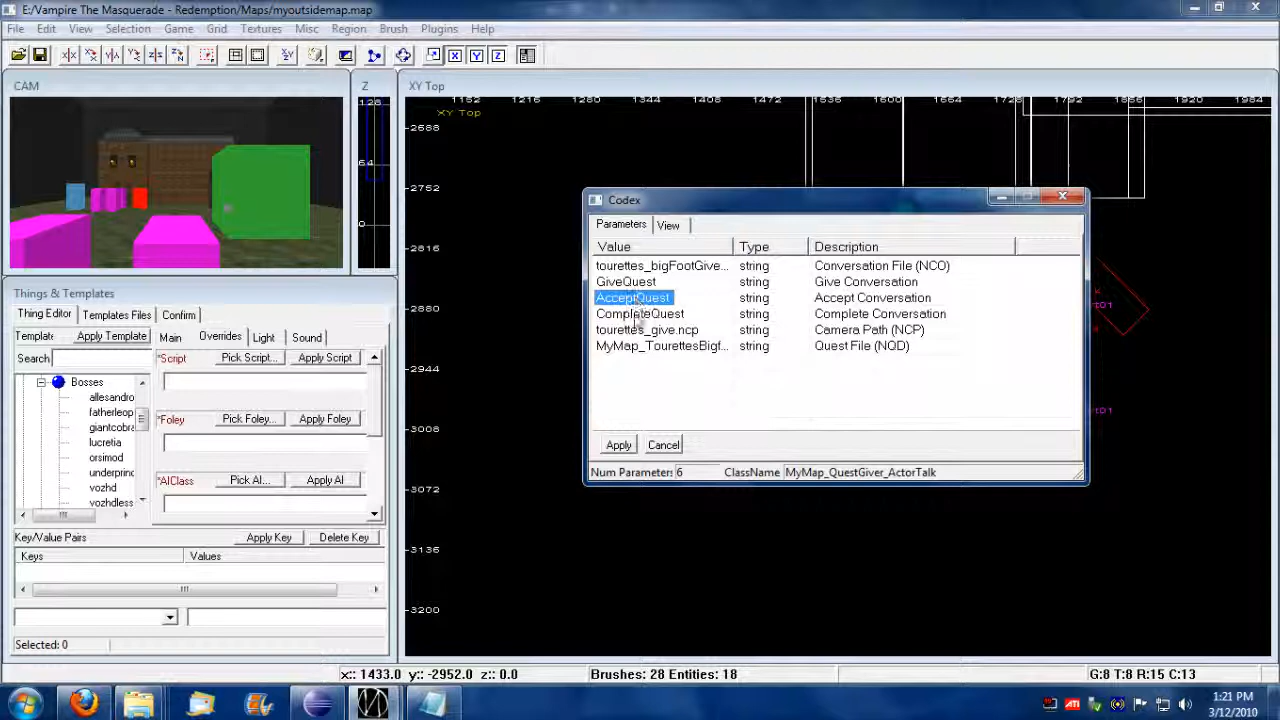 E:/Vampire The Masquerade - Redemption/Maps/myoutsidemap.map
File Edit View Selection Game Grid Textures Misc Region Brush Plugins Help
CAM
Z
XY Top
128
64
0
1152 1216 1280 1344 1408 1472 1536 1600 1664 1728 1792 1856 1920 1984
XY Top
2688
2752
2816
2880
2944
3008
3072
3136
3200
Codex
Parameters View
Value Type Description
tourettes_bigFootGive... string Conversation File (NCO)
GiveQuest string Give Conversation
AcceptQuest string Accept Conversation
CompleteQuest string Complete Conversation
tourettes_give.ncp string Camera Path (NCP)
MyMap_TourettesBigf... string Quest File (NQD)
Apply Cancel
Num Parameters 6 ClassName MyMap_QuestGiver_ActorTalk
Things & Templates
Thing Editor Templates Files Confirm
Template Apply Template
Main Overrides Light Sound
Search
*Script Pick Script... Apply Script
Bosses
allesandro
fatherleop
giantcobra
lucretia
orsimod
underprinc
vozhd
vozhdless
*Foley Pick Foley... Apply Foley
*AIClass Pick AI... Apply AI
Key/Value Pairs Apply Key Delete Key
Keys Values
Selected: 0
x:: 1433.0 y:: -2952.0 z:: 0.0 Brushes: 28 Entities: 18 G:8 T:8 R:15 C:13
ATI
1:21 PM
3/12/2010